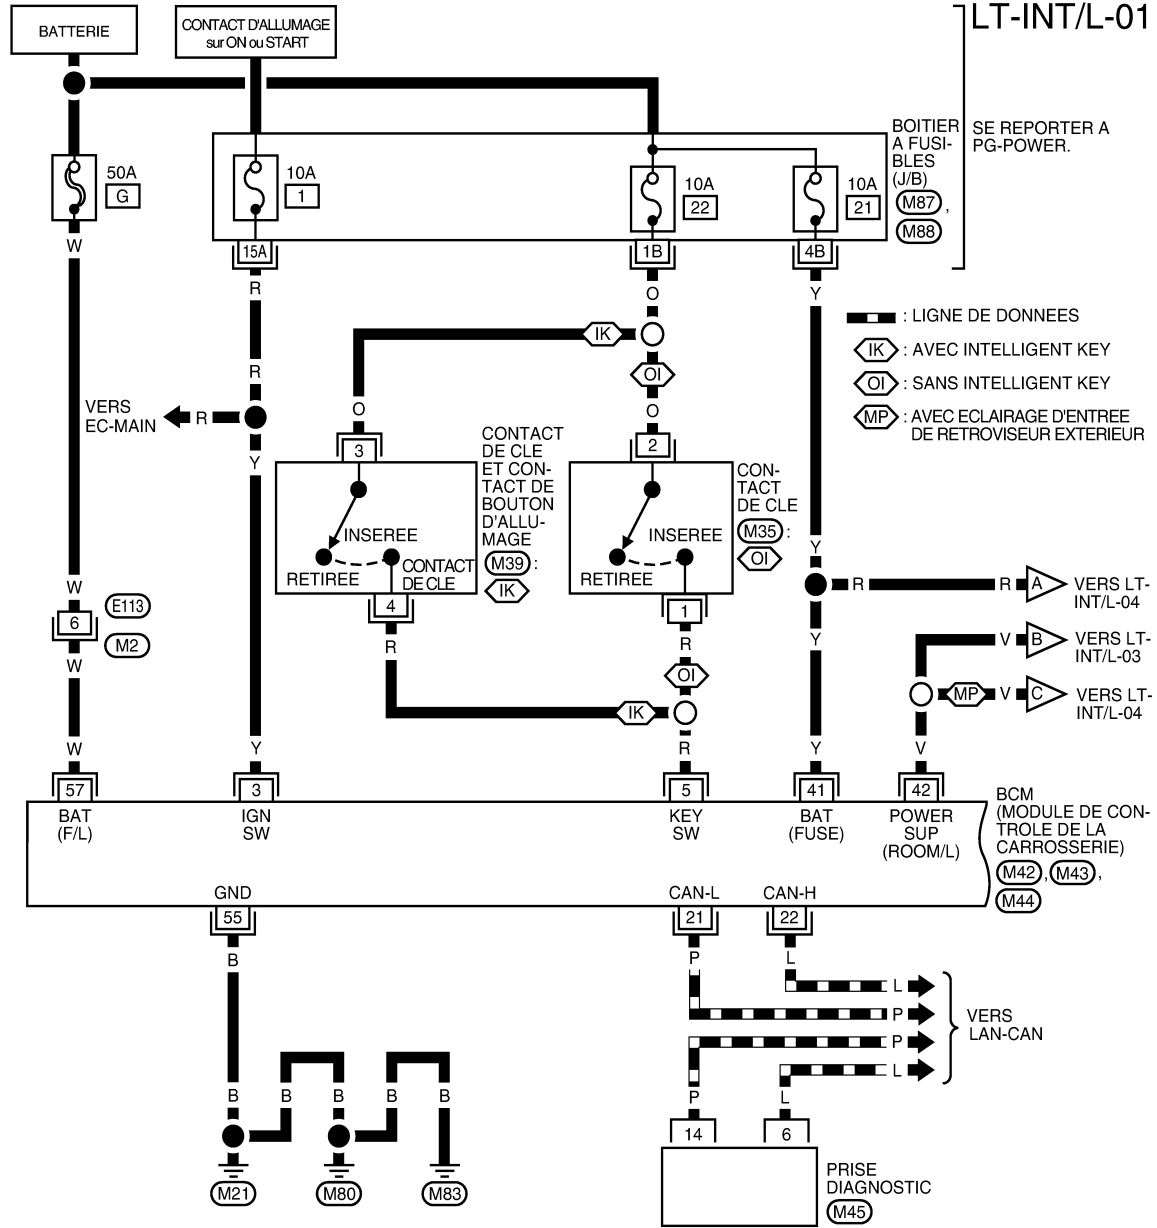 LT-INT/L-01
BATTERIE
CONTACT D'ALLUMAGE
sur ON ou START
SE REPORTER A
PG-POWER.
BOITIER
A FUSI-
BLES
(J/B)
M87 ,
M88
50A
G
10A
1
10A
22
10A
21
15A
1B
4B
W
R
O
Y
: LIGNE DE DONNEES
IK : AVEC INTELLIGENT KEY
OI : SANS INTELLIGENT KEY
MP : AVEC ECLAIRAGE D'ENTREE
DE RETROVISEUR EXTERIEUR
IK
OI
R
O
O
VERS
EC-MAIN
R
Y
3
2
CONTACT
DE CLE
ET CON-
TACT DE
BOUTON
D'ALLU-
MAGE
M39 :
IK
CON-
TACT
DE CLE
M35 :
OI
INSEREE
RETIREE
CONTACT
DE CLE
INSEREE
RETIREE
4
1
Y
R
R
A
VERS LT-
INT/L-04
W
6
E113
M2
W
R
R
OI
IK
Y
V
B
VERS LT-
INT/L-03
MP
V
C
VERS LT-
INT/L-04
W
Y
R
Y
V
57
3
5
41
42
BAT
(F/L)
IGN
SW
KEY
SW
BAT
(FUSE)
POWER
SUP
(ROOM/L)
BCM
(MODULE DE CON-
TROLE DE LA
CARROSSERIE)
M42 , M43 ,
M44
GND
CAN-L
CAN-H
55
21
22
B
P
L
L
P
P
L
VERS
LAN-CAN
B
B
B
B
B
P
L
14
6
M21
M80
M83
PRISE
DIAGNOSTIC
M45